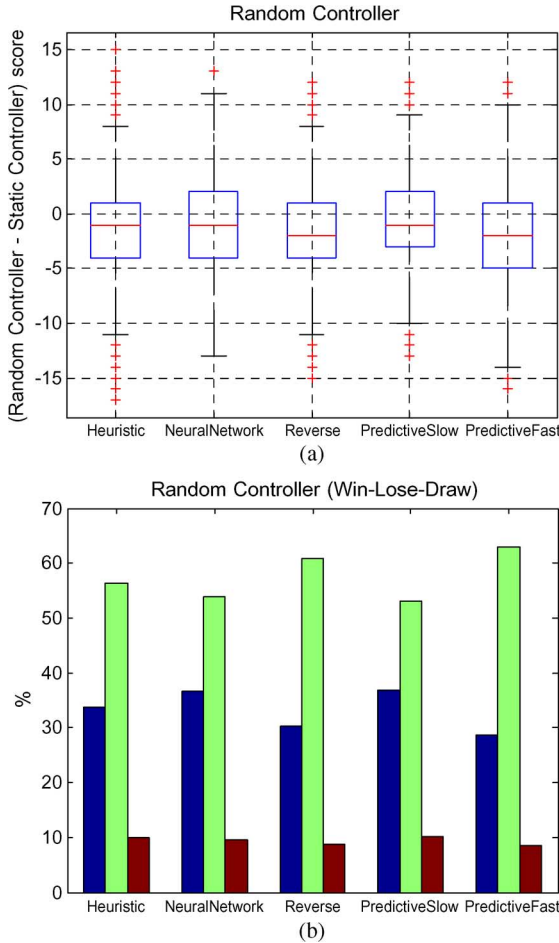 Random Controller
(Random Controller - Static Controller) score
15
10
5
0
-5
-10
-15
Heuristic NeuralNetwork Reverse PredictiveSlow PredictiveFast
(a)
Random Controller (Win-Lose-Draw)
%
70
60
50
40
30
20
10
0
Heuristic NeuralNetwork Reverse PredictiveSlow PredictiveFast
(b)